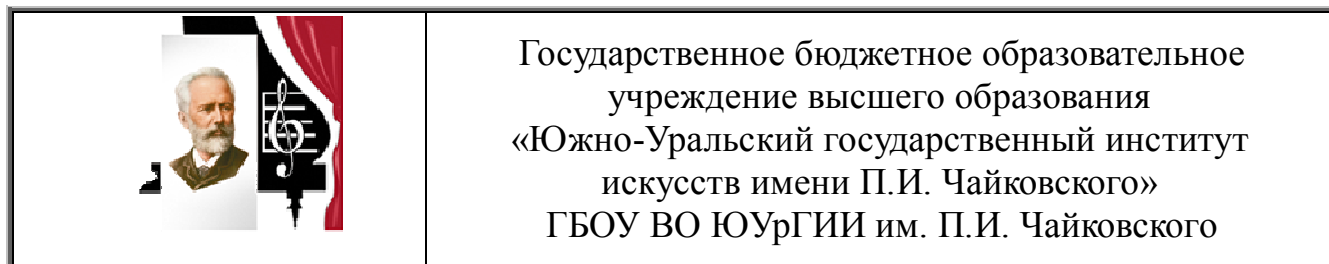 Государственное бюджетное образовательное
учреждение высшего образования
«Южно-Уральский государственный институт
искусств имени П.И. Чайковского»
ГБОУ ВО ЮУрГИИ им. П.И. Чайковского